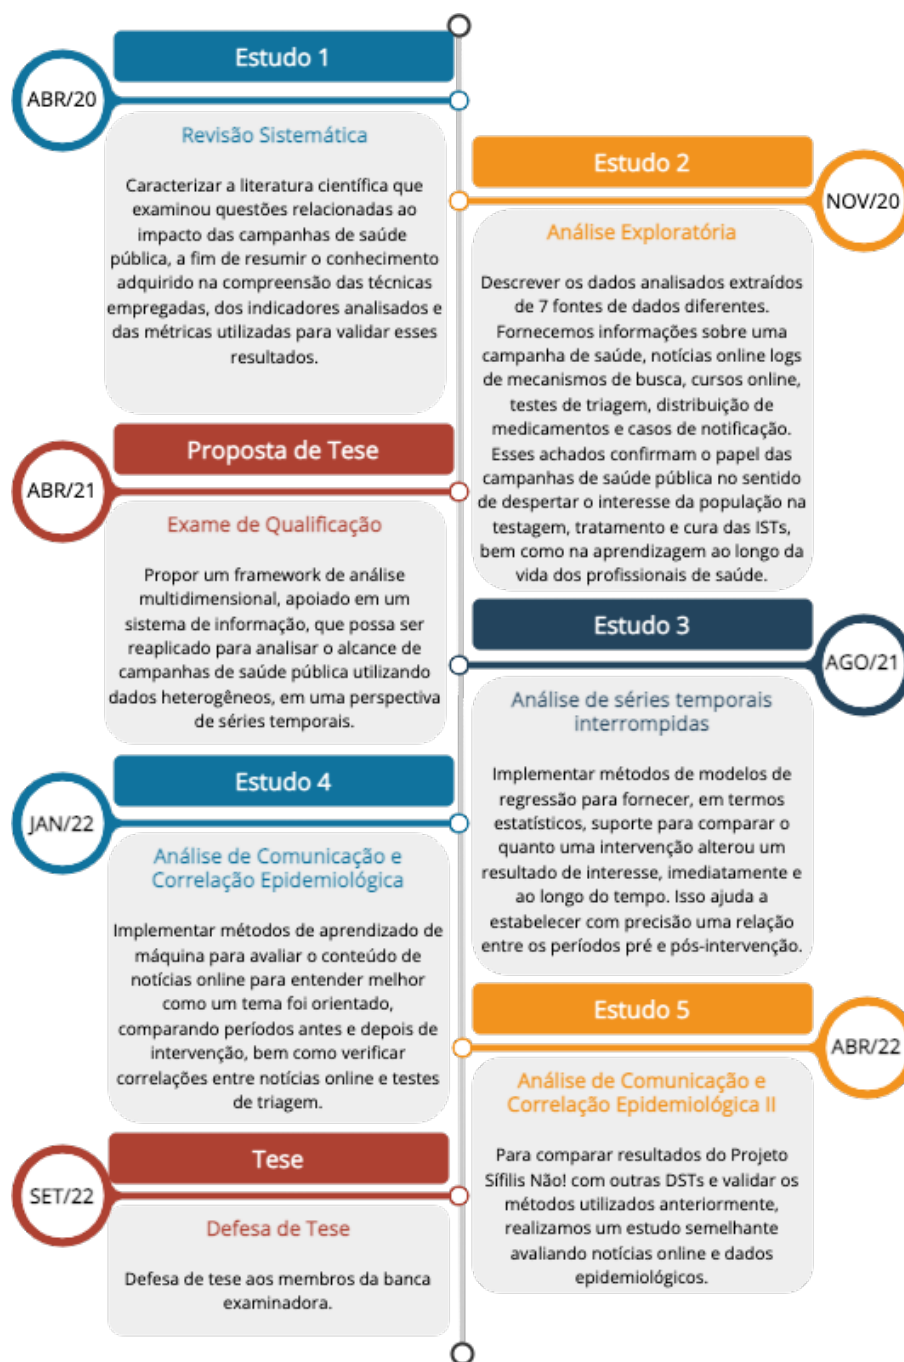 Estudo 1
ABR/20
Revisão Sistemática
Caracterizar a literatura científica que
examinou questões relacionadas ao
impacto das campanhas de saúde
pública, a fim de resumir o conhecimento
adquirido na compreensão das técnicas
empregadas, dos indicadores analisados e
das métricas utilizadas para validar esses
resultados.
Estudo 2
NOV/20
Análise Exploratória
Descrever os dados analisados extraídos
de 7 fontes de dados diferentes.
Fornecemos informações sobre uma
campanha de saúde, notícias online logs
de mecanismos de busca, cursos online,
testes de triagem, distribuição de
medicamentos e casos de notificação.
Esses achados confirmam o papel das
campanhas de saúde pública no sentido
de despertar o interesse da população na
testagem, tratamento e cura das ISTs,
bem como na aprendizagem ao longo da
vida dos profissionais de saúde.
Proposta de Tese
ABR/21
Exame de Qualificação
Propor um framework de análise
multidimensional, apoiado em um
sistema de informação, que possa ser
reaplicado para analisar o alcance de
campanhas de saúde pública utilizando
dados heterogêneos, em uma perspectiva
de séries temporais.
Estudo 3
AGO/21
Análise de séries temporais
interrompidas
Implementar métodos de modelos de
regressão para fornecer, em termos
estatísticos, suporte para comparar o
quanto uma intervenção alterou um
resultado de interesse, imediatamente e
ao longo do tempo. Isso ajuda a
estabelecer com precisão uma relação
entre os períodos pré e pós-intervenção.
Estudo 4
JAN/22
Análise de Comunicação e
Correlação Epidemiológica
Implementar métodos de aprendizado de
máquina para avaliar o conteúdo de
notícias online para entender melhor
como um tema foi orientado,
comparando períodos antes e depois de
intervenção, bem como verificar
correlações entre notícias online e testes
de triagem.
Estudo 5
ABR/22
Análise de Comunicação e
Correlação Epidemiológica II
Para comparar resultados do Projeto
Sífilis Não! com outras DSTs e validar os
métodos utilizados anteriormente,
realizamos um estudo semelhante
avaliando notícias online e dados
epidemiológicos.
Tese
SET/22
Defesa de Tese
Defesa de tese aos membros da banca
examinadora.